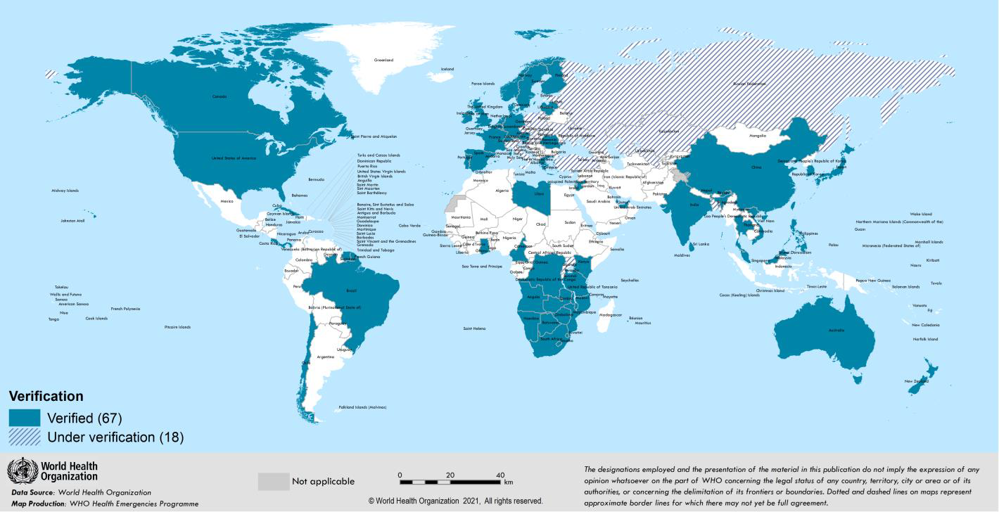 Greenland
Iceland
Faroe Islands
Norway
Sweden
Finland
Russian Federation
Canada
Estonia
Latvia
Lithuania
Denmark
The United Kingdom
Ireland
Isle of Man
Netherlands
Belarus
Poland
Germany
Guernsey
Jersey
Ukraine
Kazakhstan
Mongolia
France
Republic of Moldova
Saint Pierre and Miquelon
United States of America
Portugal
Spain
Andorra
Bulgaria
Georgia
Azerbaijan
Uzbekistan
Kyrgyzstan
Turkmenistan
Tajikistan
Turkey
Armenia
Greece
Albania
China
Democratic People's Republic of Korea
Japan
Republic of Korea
Turks and Caicos Islands
Dominican Republic
Puerto Rico
United States Virgin Islands
British Virgin Islands
Anguilla
Saint Martin
Sint Maarten
Saint Barthélemy
Bermuda
Gibraltar
Tunisia
Malta
Cyprus
Syrian Arab Republic
Lebanon
occupied Palestinian territory
Israel
Jordan
Iraq
Iran (Islamic Republic of)
Afghanistan
Pakistan
Kuwait
Morocco
Algeria
Libya
Egypt
Bahrain
Qatar
Saudi Arabia
United Arab Emirates
Oman
Yemen
Nepal
Bhutan
Bangladesh
India
Myanmar
Lao People's Democratic Republic
Viet Nam
Thailand
Cambodia
Philippines
Midway Islands
Johnston Atoll
Mexico
Bahamas
Cuba
Cayman Islands
Haiti
Jamaica
Belize
Honduras
Guatemala
El Salvador
Nicaragua
Aruba
Curacao
Costa Rica
Panama
Bonaire, Sint Eustatius and Saba
Saint Kitts and Nevis
Antigua and Barbuda
Montserrat
Guadeloupe
Dominica
Martinique
Saint Lucia
Barbados
Saint Vincent and the Grenadines
Grenada
Trinidad and Tobago
Cabo Verde
Mauritania
Mali
Niger
Chad
Sudan
Eritrea
Senegal
Gambia
Guinea-Bissau
Guinea
Burkina Faso
Benin
Nigeria
Sierra Leone
Côte d'Ivoire
Liberia
Ghana
Togo
Cameroon
Central African Republic
South Sudan
Ethiopia
Djibouti
Somalia
Wake Island
Northern Mariana Islands (Commonwealth of the)
Guam
Marshall Islands
Micronesia (Federated States of)
Palau
Kiribati
Nauru
Tuvalu
Sri Lanka
Maldives
Brunei Darussalam
Malaysia
Singapore
Indonesia
Venezuela (Bolivarian Republic of)
Guyana
Suriname
French Guiana
Colombia
Ecuador
Peru
Brazil
Bolivia (Plurinational State of)
Paraguay
Uruguay
Argentina
Chile
Falkland Islands (Malvinas)
Sao Tome and Principe
Equatorial Guinea
Gabon
Congo
Democratic Republic of the Congo
Uganda
Kenya
Rwanda
Burundi
United Republic of Tanzania
Seychelles
Comoros
Mayotte
Angola
Zambia
Malawi
Mozambique
Madagascar
Réunion
Mauritius
Zimbabwe
Namibia
Botswana
Eswatini
South Africa
Lesotho
Saint Helena
Cocos (Keeling) Islands
Christmas Island
Timor-Leste
Papua New Guinea
Solomon Islands
Vanuatu
Fiji
New Caledonia
Norfolk Island
Australia
New Zealand
Tokelau
Wallis and Futuna
Samoa
American Samoa
Niue
Tonga
Cook Islands
French Polynesia
Pitcairn Islands
Verification
Verified (67)
Under verification (18)
World Health
Organization
Data Source: World Health Organization
Map Production: WHO Health Emergencies Programme
Not applicable
0 20 40
km
© World Health Organization 2021, All rights reserved.
The designations employed and the presentation of the material in this publication do not imply the expression of any
opinion whatsoever on the part of WHO concerning the legal status of any country, territory, city or area or of its
authorities, or concerning the delimitation of its frontiers or boundaries. Dotted and dashed lines on maps represent
approximate border lines for which there may not yet be full agreement.